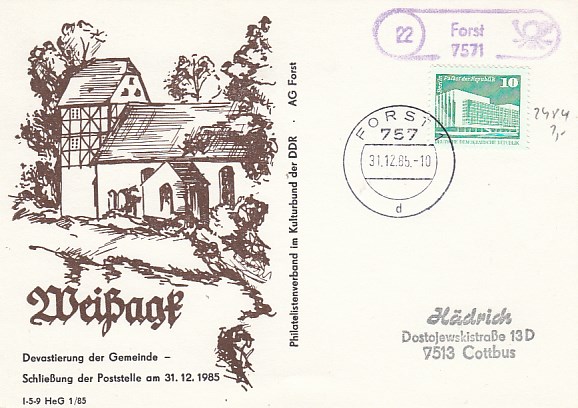 22
Forst
7571
10
Palast der Republik
DEUTSCHE DEMOKRATISCHE REPUBLIK
FORST
757
31.12.85.-10
d
Philatelistenverband im Kulturbund der DDR AG Forst
Weißagk
Devastierung der Gemeinde –
Schließung der Poststelle am 31. 12. 1985
I-5-9 HeG 1/85
Hädrich
Dostojewskistraße 13D
7513 Cottbus